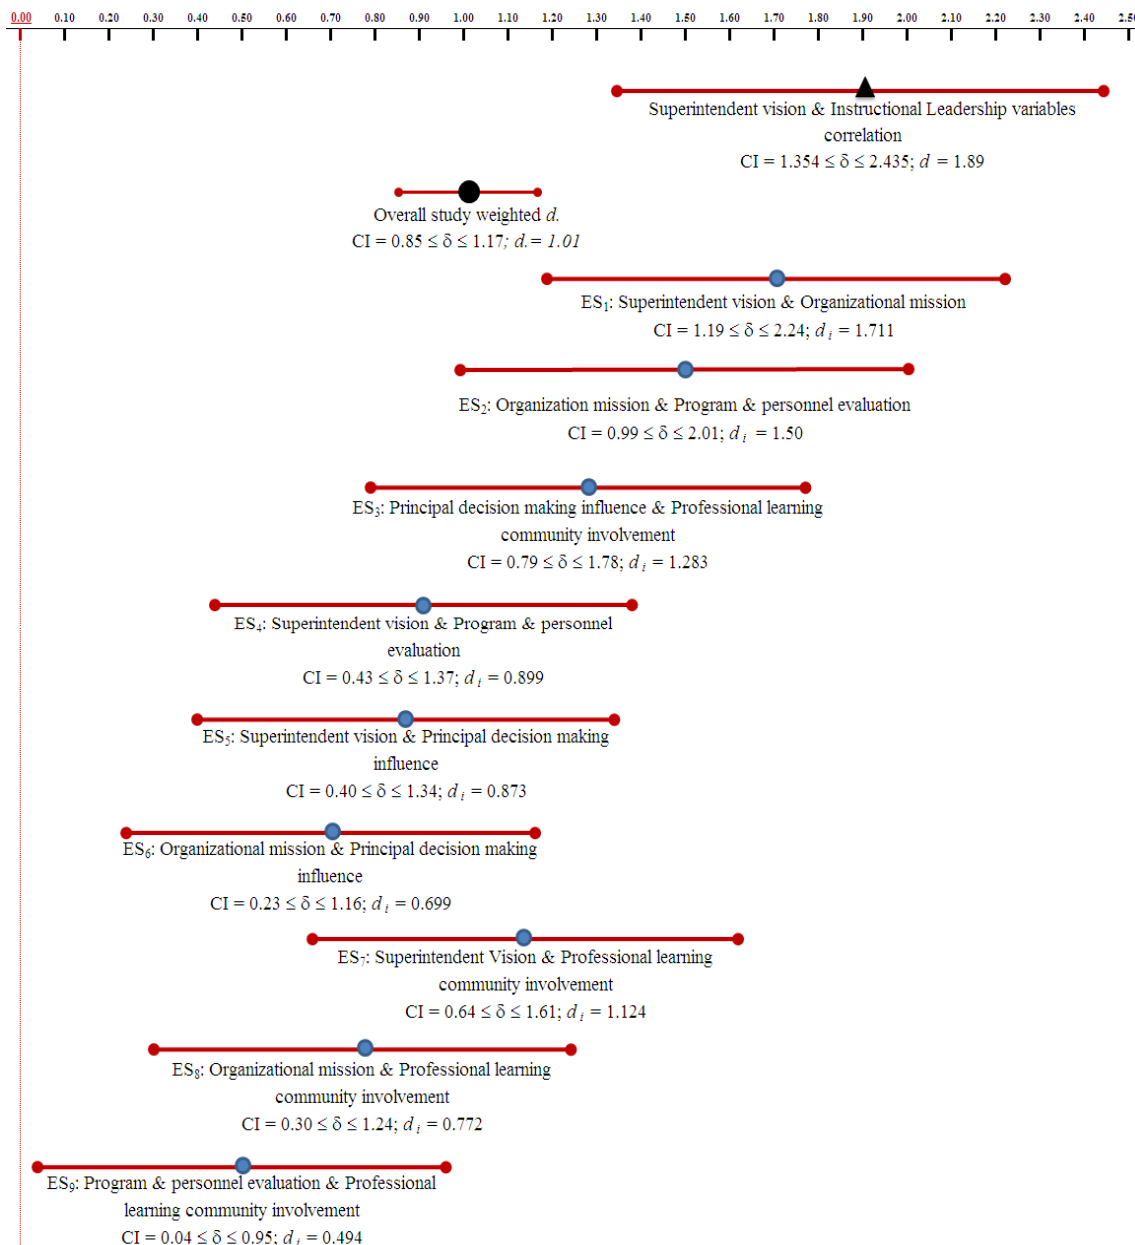 0.00 0.10 0.20 0.30 0.40 0.50 0.60 0.70 0.80 0.90 1.00 1.10 1.20 1.30 1.40 1.50 1.60 1.70 1.80 1.90 2.00 2.10 2.20 2.30 2.40 2.50
Superintendent vision & Instructional Leadership variables
correlation
CI = 1.354 ≤ δ ≤ 2.435; d = 1.89
Overall study weighted d.
CI = 0.85 ≤ δ ≤ 1.17; d. = 1.01
ES₁: Superintendent vision & Organizational mission
CI = 1.19 ≤ δ ≤ 2.24; d i = 1.711
ES₂: Organization mission & Program & personnel evaluation
CI = 0.99 ≤ δ ≤ 2.01; d i = 1.50
ES₃: Principal decision making influence & Professional learning
community involvement
CI = 0.79 ≤ δ ≤ 1.78; d i = 1.283
ES₄: Superintendent vision & Program & personnel
evaluation
CI = 0.43 ≤ δ ≤ 1.37; d i = 0.899
ES₅: Superintendent vision & Principal decision making
influence
CI = 0.40 ≤ δ ≤ 1.34; d i = 0.873
ES₆: Organizational mission & Principal decision making
influence
CI = 0.23 ≤ δ ≤ 1.16; d i = 0.699
ES₇: Superintendent Vision & Professional learning
community involvement
CI = 0.64 ≤ δ ≤ 1.61; d i = 1.124
ES₈: Organizational mission & Professional learning
community involvement
CI = 0.30 ≤ δ ≤ 1.24; d i = 0.772
ES₉: Program & personnel evaluation & Professional
learning community involvement
CI = 0.04 ≤ δ ≤ 0.95; d i = 0.494